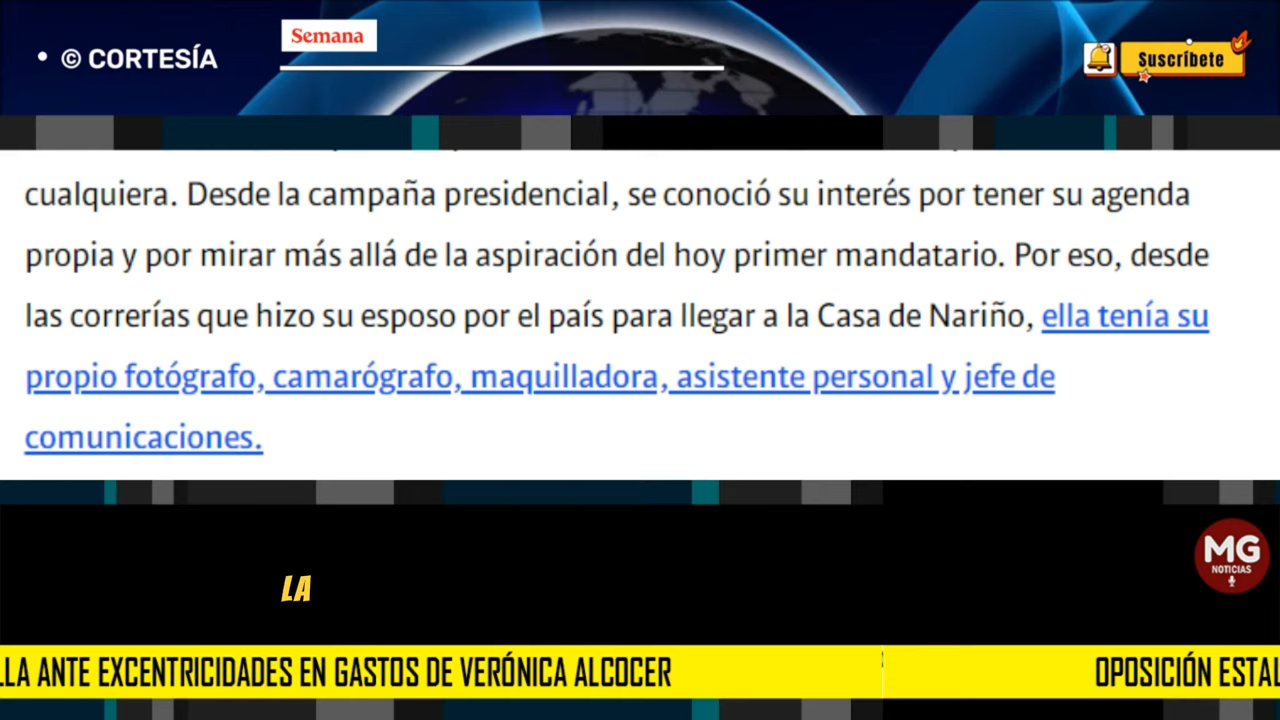 • © CORTESÍA
Semana
Suscríbete
cualquiera. Desde la campaña presidencial, se conoció su interés por tener su agenda
propia y por mirar más allá de la aspiración del hoy primer mandatario. Por eso, desde
las correrías que hizo su esposo por el país para llegar a la Casa de Nariño, ella tenía su
propio fotógrafo, camarógrafo, maquilladora, asistente personal y jefe de
comunicaciones.
MG
NOTICIAS
LA
LLA ANTE EXCENTRICIDADES EN GASTOS DE VERÓNICA ALCOCER OPOSICIÓN ESTAL